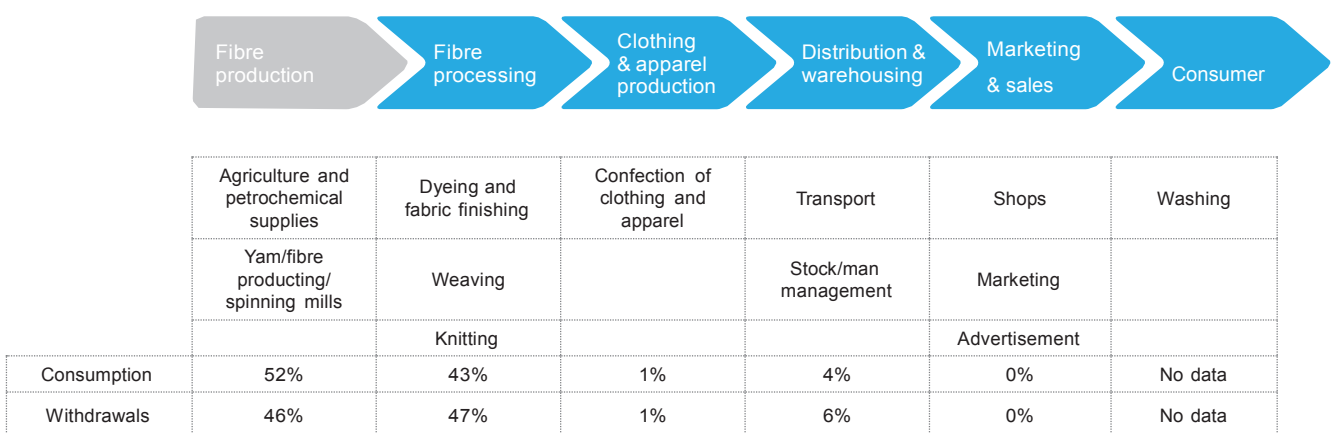 Fibre
production
Fibre
processing
Clothing
& apparel
production
Distribution &
warehousing
Marketing
& sales
Consumer
Agriculture and
petrochemical
supplies
Dyeing and
fabric finishing
Confection of
clothing and
apparel
Transport
Shops
Washing
Yam/fibre
producting/
spinning mills
Weaving
Stock/man
management
Marketing
Knitting
Advertisement
Consumption 52% 43% 1% 4% 0% No data
Withdrawals 46% 47% 1% 6% 0% No data